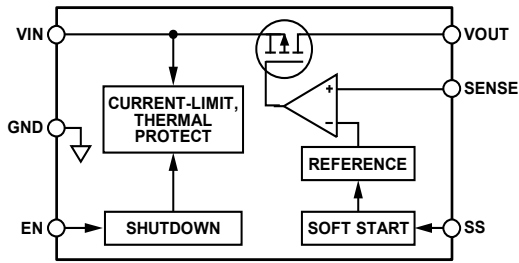 VIN
VOUT
SENSE
CURRENT-LIMIT,
THERMAL
PROTECT
+
–
GND
REFERENCE
EN
SHUTDOWN
SOFT START
SS